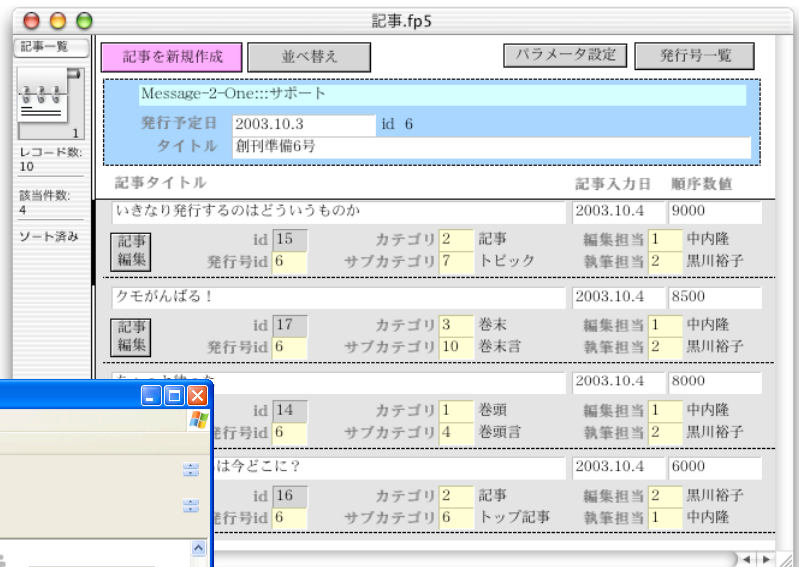 記事.fp5
記事一覧
1
レコード数:
10
該当件数:
4
ソート済み
記事を新規作成 並べ替え パラメータ設定 発行号一覧
Message-2-One:::サポート
発行予定日 2003.10.3 id 6
タイトル 創刊準備6号
記事タイトル 記事入力日 順序数値
いきなり発行するのはどういうものか 2003.10.4 9000
記事 id 15 カテゴリ 2 記事 編集担当 1 中内隆
編集 発行号id 6 サブカテゴリ 7 トピック 執筆担当 2 黒川裕子
クモがんばる! 2003.10.4 8500
記事 id 17 カテゴリ 3 巻末 編集担当 1 中内隆
編集 発行号id 6 サブカテゴリ 10 巻末言 執筆担当 2 黒川裕子
2003.10.4 8000
id 14 カテゴリ 1 巻頭 編集担当 1 中内隆
発行号id 6 サブカテゴリ 4 巻頭言 執筆担当 2 黒川裕子
は今どこに? 2003.10.4 6000
id 16 カテゴリ 2 記事 編集担当 2 黒川裕子
発行号id 6 サブカテゴリ 6 トップ記事 執筆担当 1 中内隆